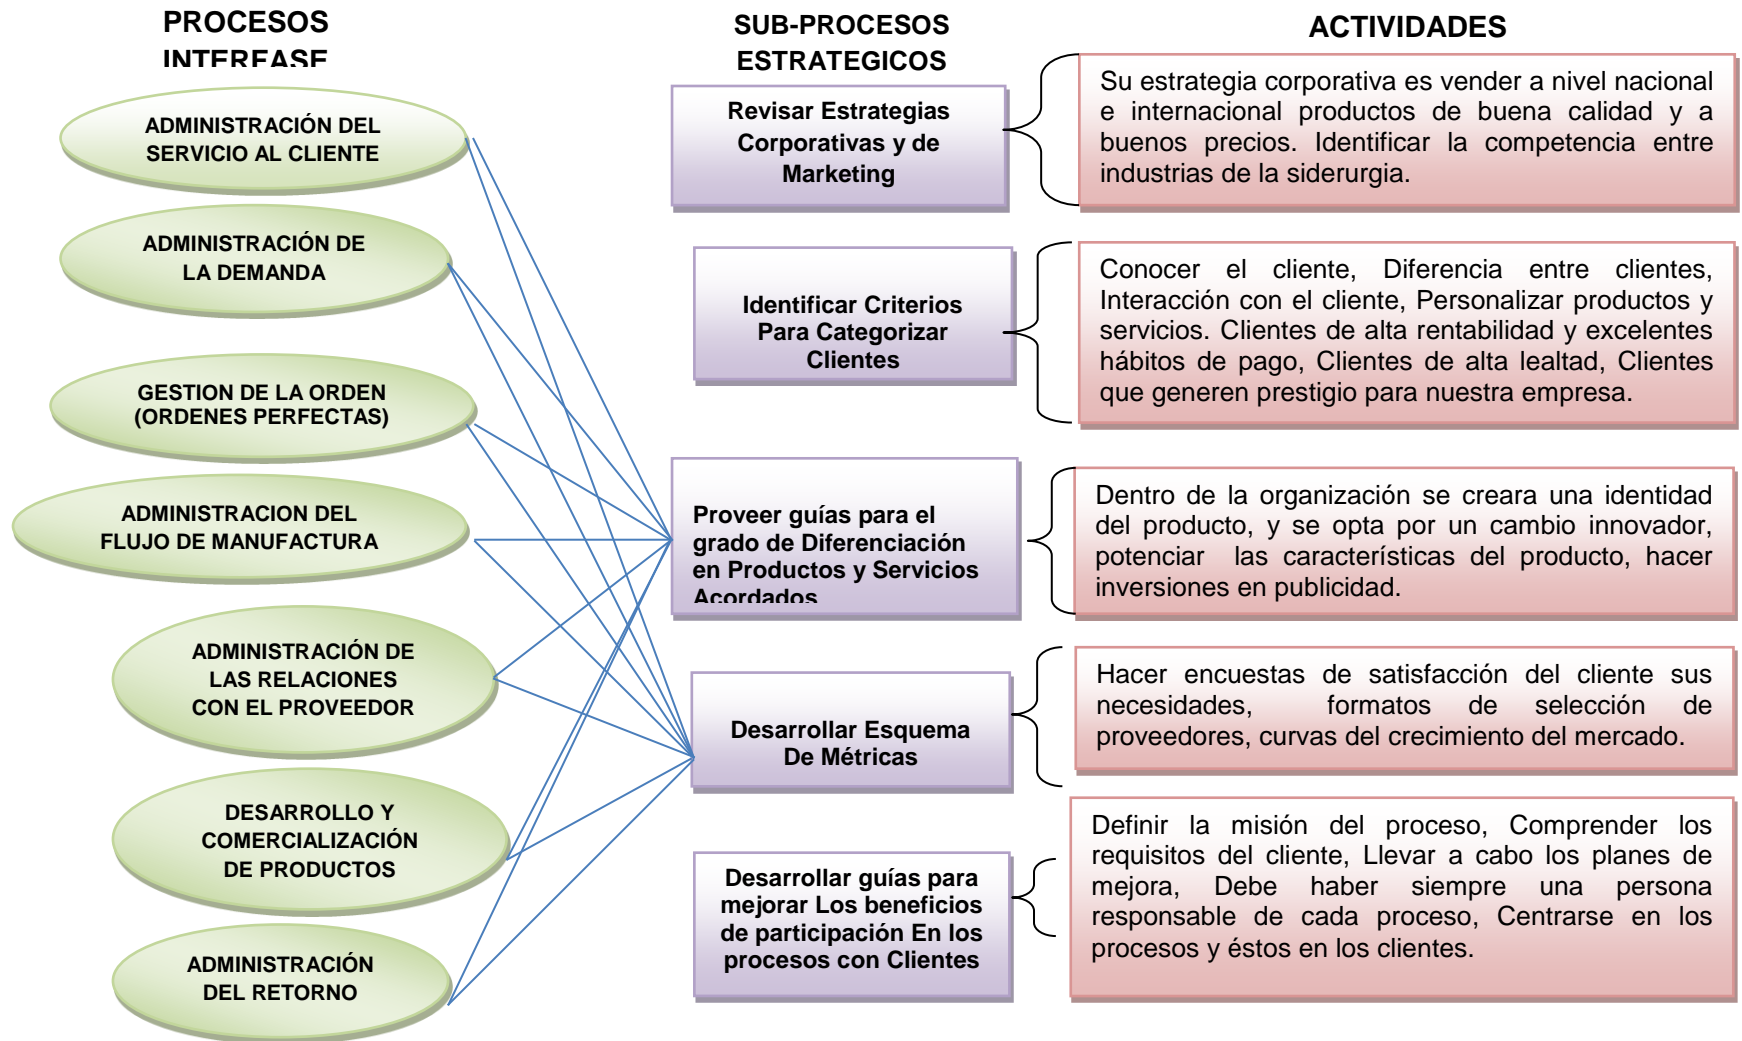 PROCESOS
INTERFASE
ADMINISTRACIÓN DEL
SERVICIO AL CLIENTE
ADMINISTRACIÓN DE
LA DEMANDA
GESTION DE LA ORDEN
(ORDENES PERFECTAS)
ADMINISTRACION DEL
FLUJO DE MANUFACTURA
ADMINISTRACIÓN DE
LAS RELACIONES
CON EL PROVEEDOR
DESARROLLO Y
COMERCIALIZACIÓN
DE PRODUCTOS
ADMINISTRACIÓN
DEL RETORNO
SUB-PROCESOS
ESTRATEGICOS
Revisar Estrategias
Corporativas y de
Marketing
Identificar Criterios
Para Categorizar
Clientes
Proveer guías para el
grado de Diferenciación
en Productos y Servicios
Acordados
Desarrollar Esquema
De Métricas
Desarrollar guías para
mejorar Los beneficios
de participación En los
procesos con Clientes
ACTIVIDADES
Su estrategia corporativa es vender a nivel nacional
e internacional productos de buena calidad y a
buenos precios. Identificar la competencia entre
industrias de la siderurgia.
Conocer el cliente, Diferencia entre clientes,
Interacción con el cliente, Personalizar productos y
servicios. Clientes de alta rentabilidad y excelentes
hábitos de pago, Clientes de alta lealtad, Clientes
que generen prestigio para nuestra empresa.
Dentro de la organización se creara una identidad
del producto, y se opta por un cambio innovador,
potenciar las características del producto, hacer
inversiones en publicidad.
Hacer encuestas de satisfacción del cliente sus
necesidades, formatos de selección de
proveedores, curvas del crecimiento del mercado.
Definir la misión del proceso, Comprender los
requisitos del cliente, Llevar a cabo los planes de
mejora, Debe haber siempre una persona
responsable de cada proceso, Centrarse en los
procesos y éstos en los clientes.